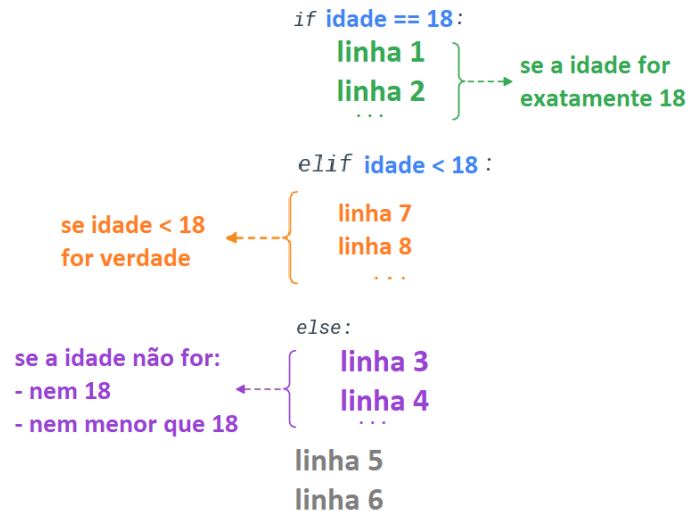 if idade == 18:
linha 1
linha 2
...
se a idade for
exatamente 18
elif idade < 18 :
se idade < 18
for verdade
linha 7
linha 8
...
else:
se a idade não for:
- nem 18
- nem menor que 18
linha 3
linha 4
...
linha 5
linha 6